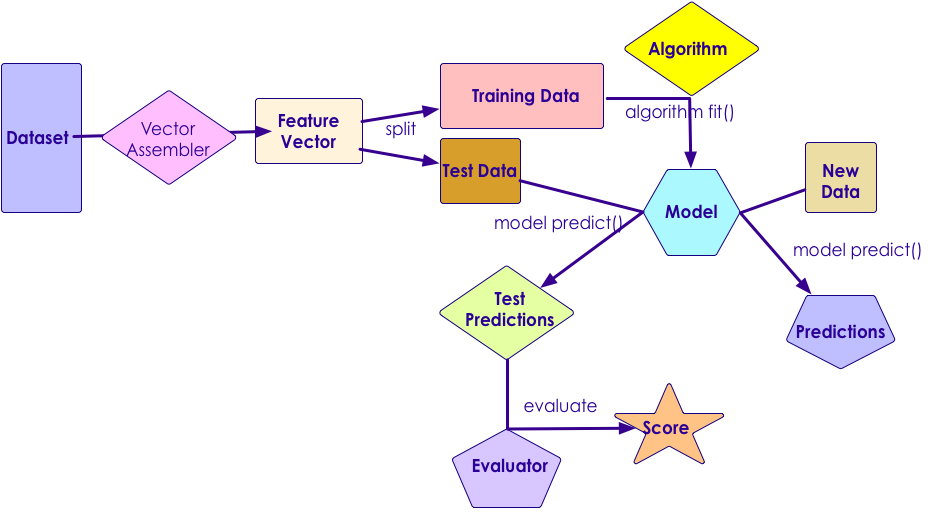 Algorithm
Training Data
algorithm fit()
Feature
Vector
split
Vector
Assembler
Dataset
Test Data
New
Data
Model
model predict()
model predict()
Test
Predictions
Predictions
evaluate
Score
Evaluator